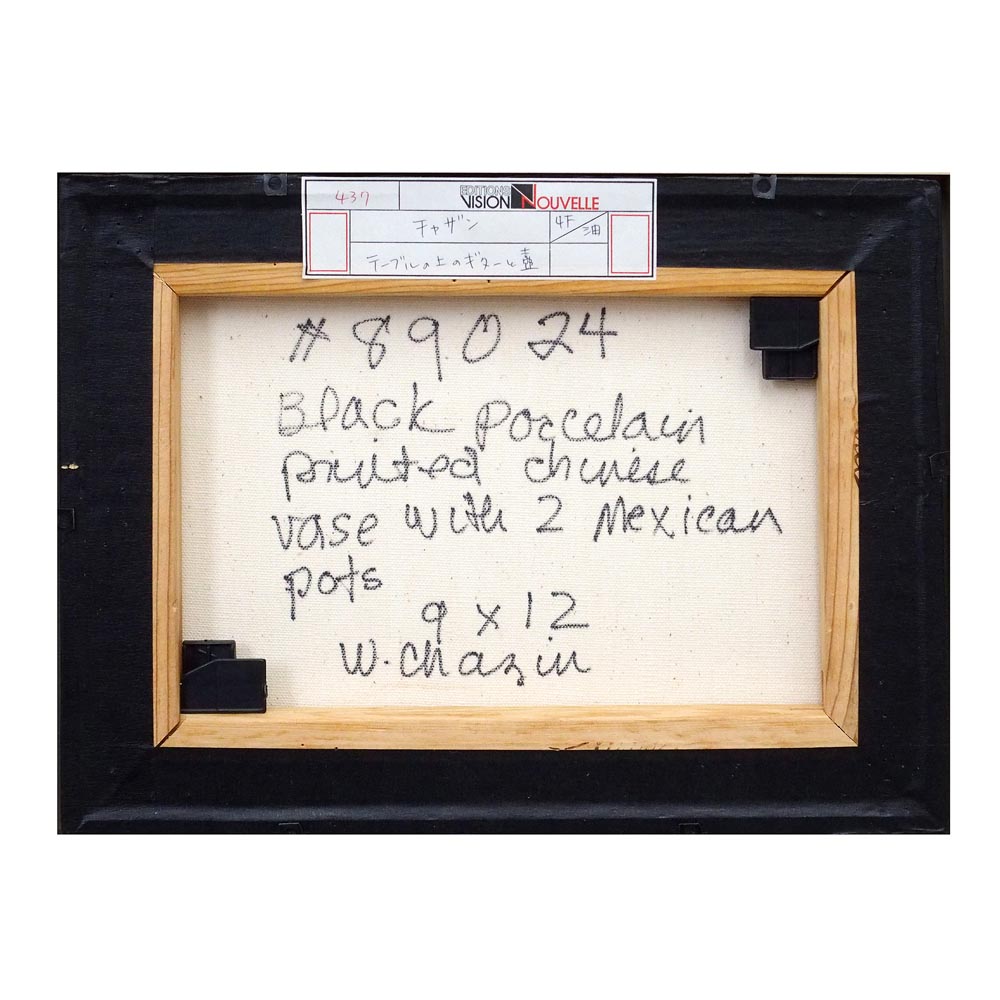 437
EDITIONS
VISION NOUVELLE
チャザン
4F/油
テーブルの上のギターと壺
#89024
Black porcelain
printed chinese
vase with 2 Mexican
pots
9 x 12
W. Chazin